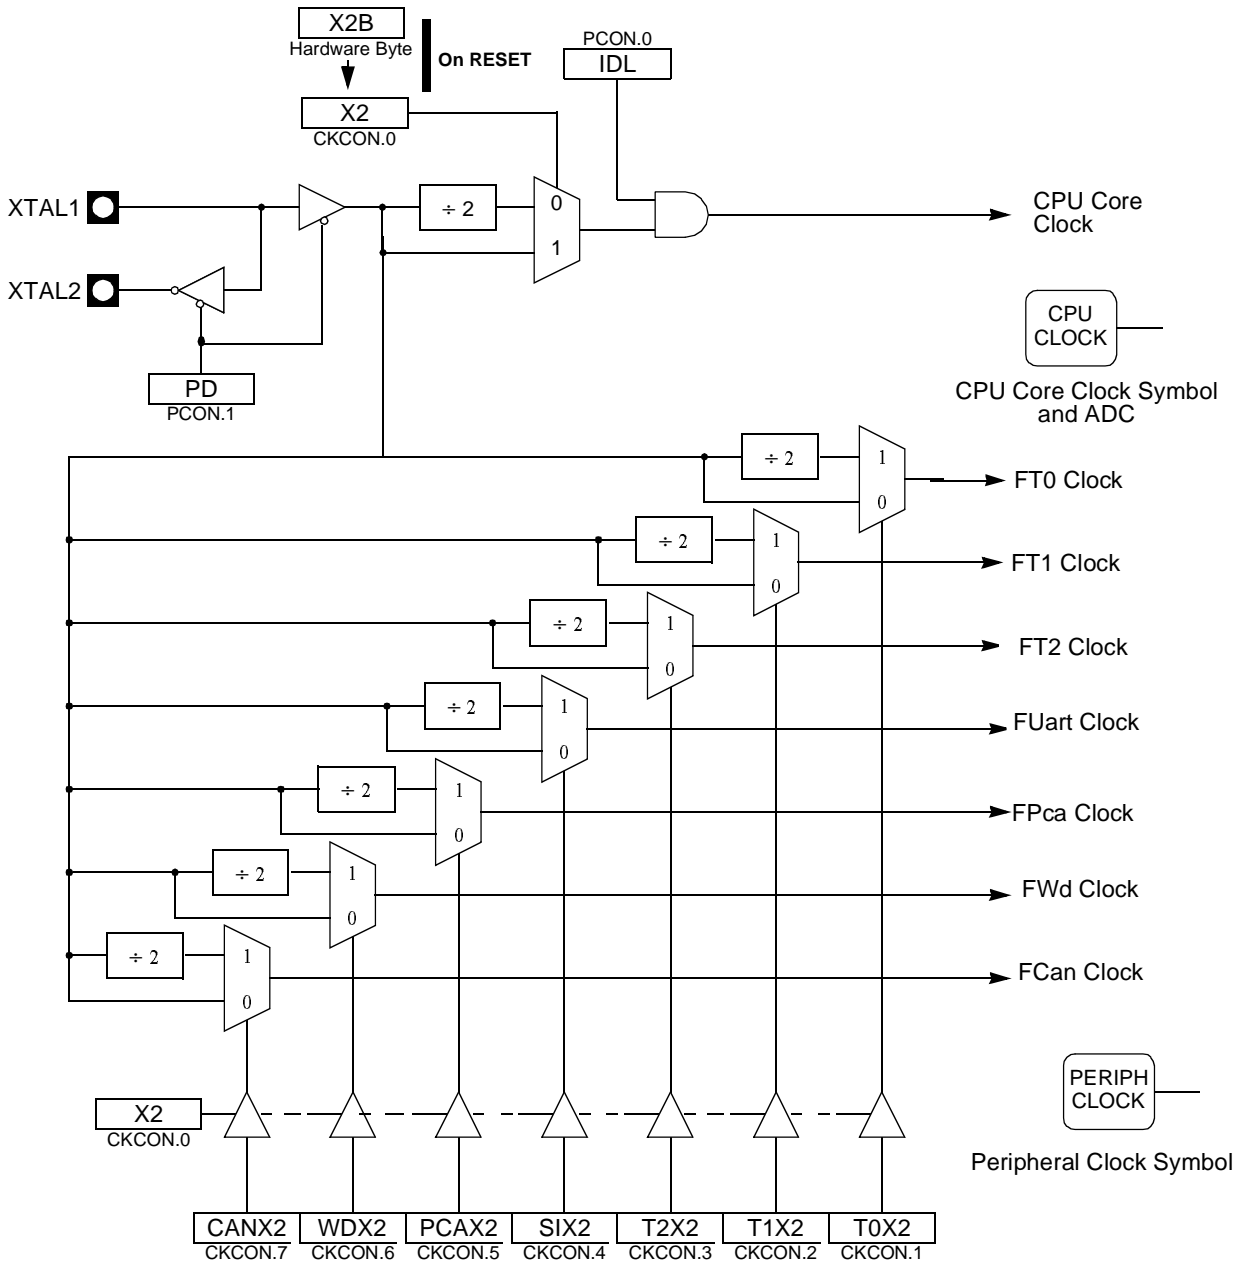 X2B
Hardware Byte
On RESET
X2
CKCON.0
PCON.0
IDL
XTAL1
÷ 2
0
1
CPU Core
Clock
XTAL2
PD
PCON.1
CPU
CLOCK
CPU Core Clock Symbol
and ADC
÷ 2
1
0
FT0 Clock
÷ 2
1
0
FT1 Clock
÷ 2
1
0
FT2 Clock
÷ 2
1
0
FUart Clock
÷ 2
1
0
FPca Clock
÷ 2
1
0
FWd Clock
÷ 2
1
0
FCan Clock
PERIPH
CLOCK
Peripheral Clock Symbol
X2
CKCON.0
CANX2
CKCON.7
WDX2
CKCON.6
PCAX2
CKCON.5
SIX2
CKCON.4
T2X2
CKCON.3
T1X2
CKCON.2
T0X2
CKCON.1